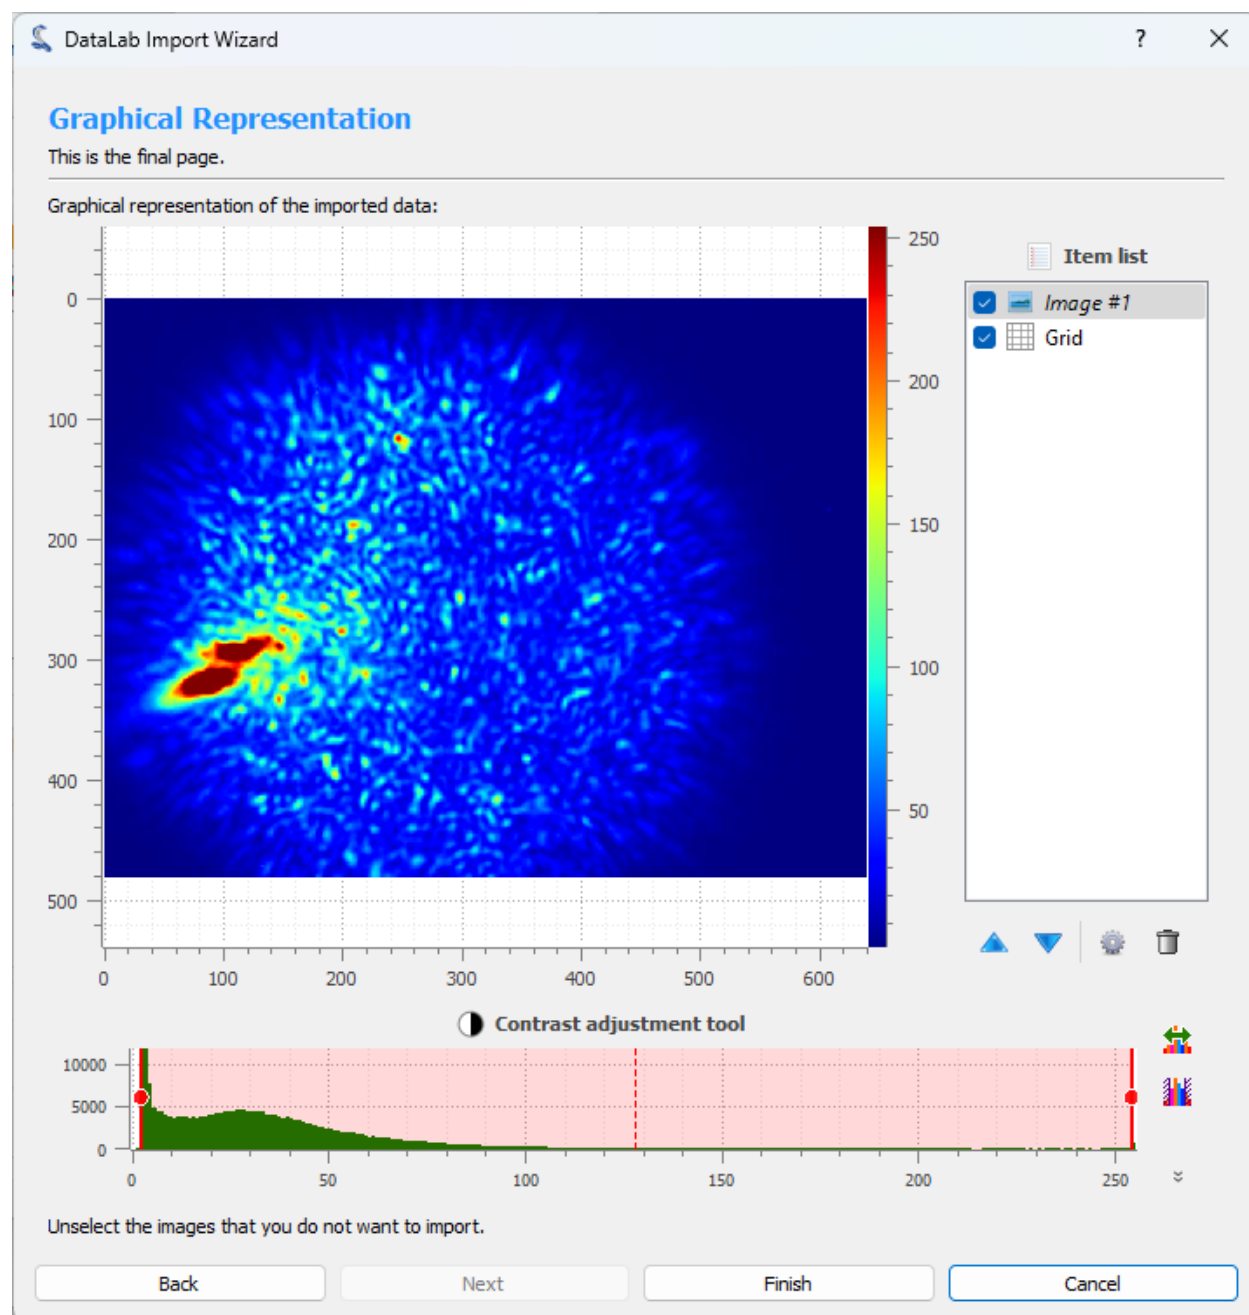 DataLab Import Wizard ?
Graphical Representation
This is the final page.
Graphical representation of the imported data:
0
100
200
300
400
500
0 100 200 300 400 500 600
250
200
150
100
50
Item list
Image #1
Grid
Contrast adjustment tool
10000
5000
0
0 50 100 150 200 250
Unselect the images that you do not want to import.
Back Next Finish Cancel